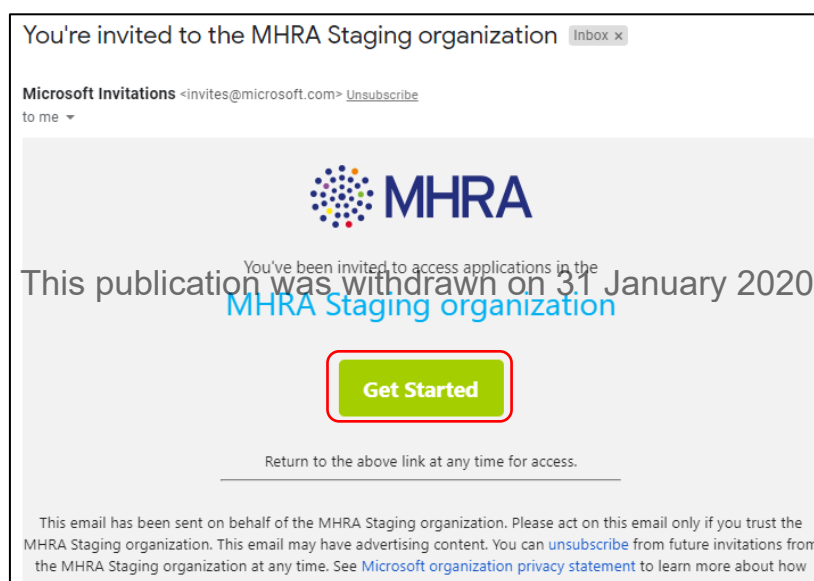 You're invited to the MHRA Staging organization Inbox x
Microsoft Invitations <invites@microsoft.com> Unsubscribe
to me
MHRA
You've been invited to access applications in the
This publication was withdrawn on 31 January 2020
MHRA Staging organization
Get Started
Return to the above link at any time for access.
This email has been sent on behalf of the MHRA Staging organization. Please act on this email only if you trust the
MHRA Staging organization. This email may have advertising content. You can unsubscribe from future invitations from
the MHRA Staging organization at any time. See Microsoft organization privacy statement to learn more about how